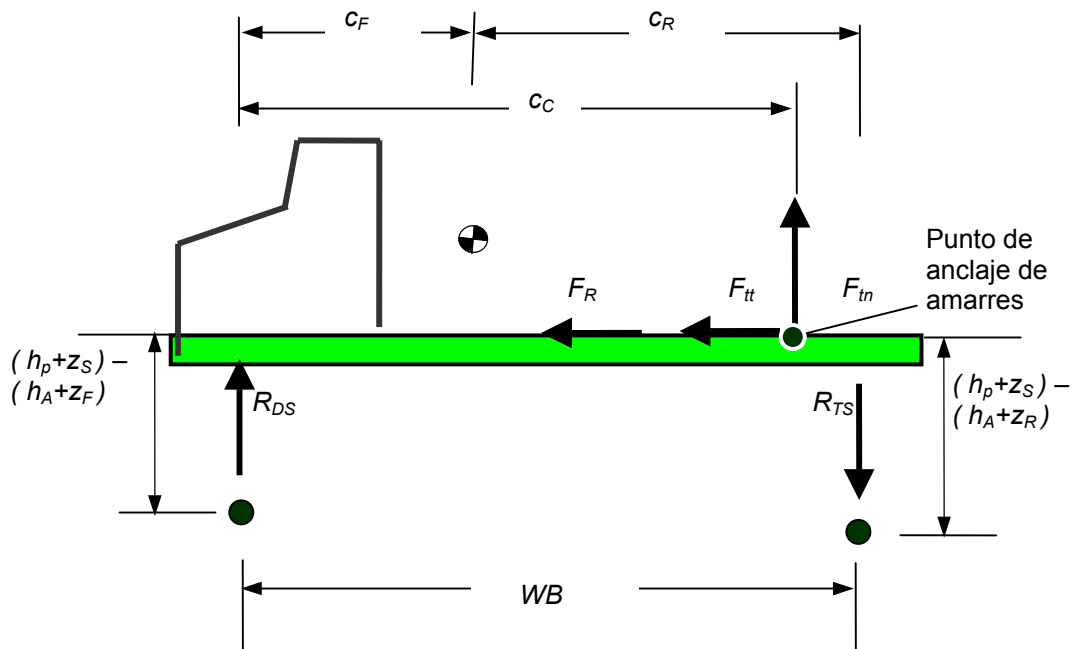 c_F
c_R
c_C
Punto de
anclaje de
amarres
F_R
F_tt
F_tn
( h_p+z_S) –
( h_A+z_F)
R_DS
R_TS
( h_p+z_S) –
( h_A+z_R)
WB